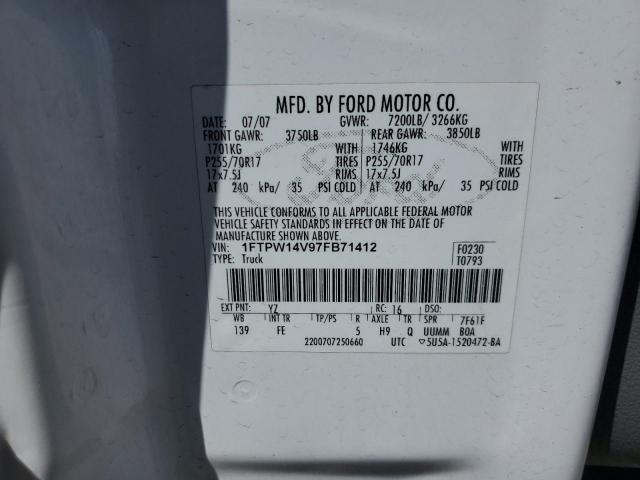 MFD. BY FORD MOTOR CO.
DATE: 07/07 GVWR: 7200LB/ 3266KG
FRONT GAWR: 3750LB REAR GAWR: 3850LB
1701KG WITH 1746KG WITH
P255/70R17 TIRES P255/70R17 TIRES
17x7.5J RIMS 17x7.5J RIMS
AT 240 kPa/ 35 PSI COLD AT 240 kPa/ 35 PSI COLD
THIS VEHICLE CONFORMS TO ALL APPLICABLE FEDERAL MOTOR
VEHICLE SAFETY STANDARDS IN EFFECT ON THE DATE OF
MANUFACTURE SHOWN ABOVE.
VIN: 1FTPW14V97FB71412 F0230
TYPE: Truck T0793
EXT PNT: YZ RC: 16 DSO:
WB INT TR TP/PS R AXLE TR SPR 7F61F
139 FE 5 H9 Q UUMM B0A
2200707250660 UTC ▽5U5A-1520472-BA